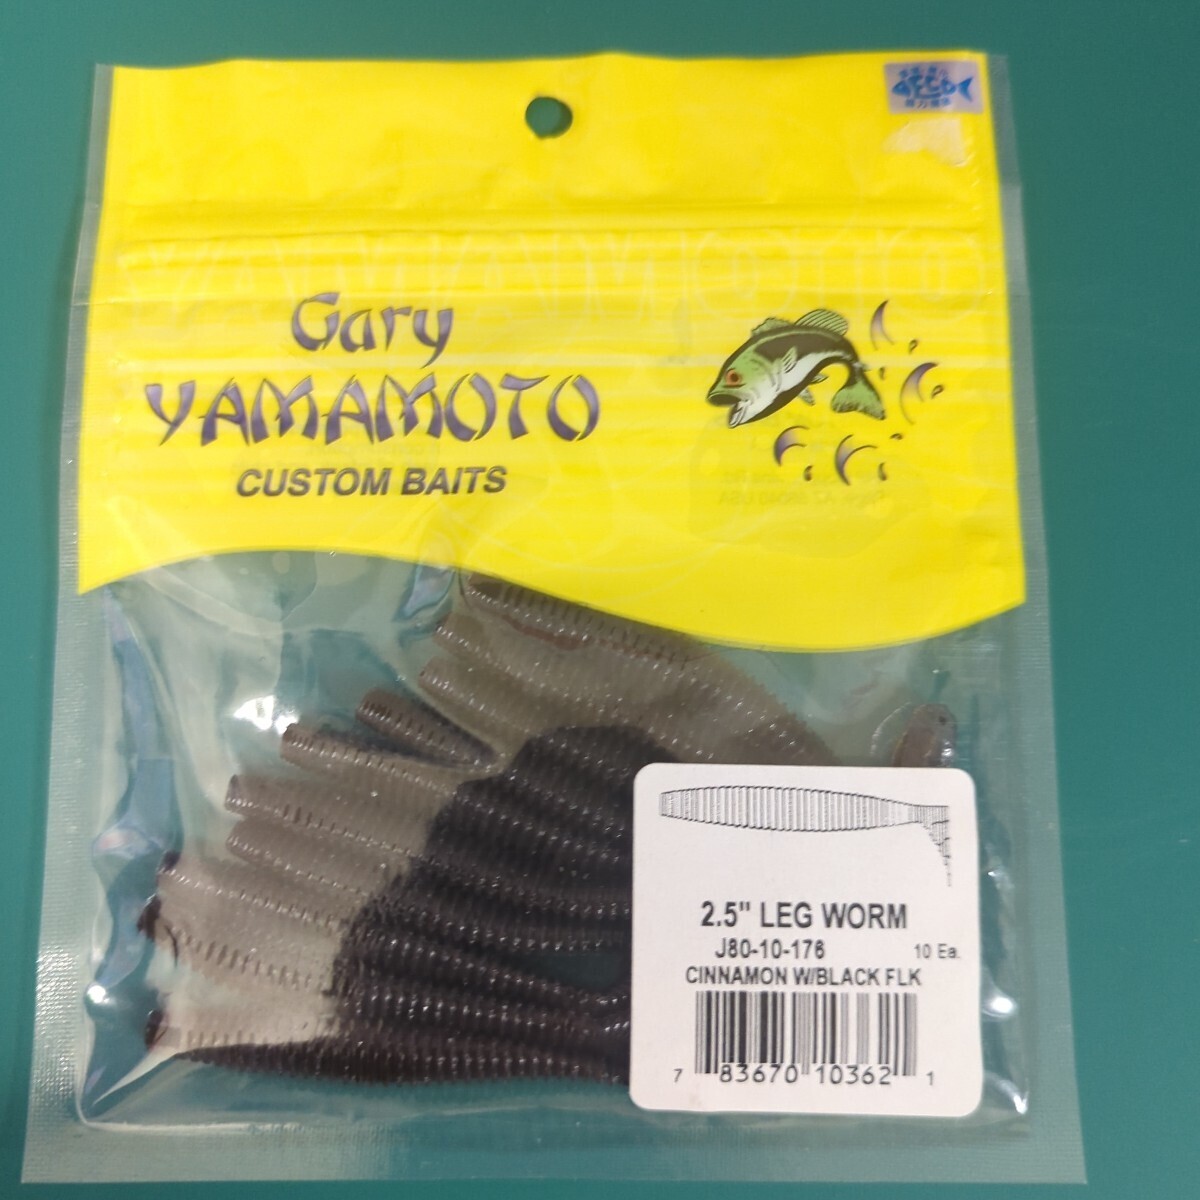 Gary
YAMAMOTO
CUSTOM BAITS
YAMAMOTO
2.5" LEG WORM
J80-10-176 10 Ea.
CINNAMON W/BLACK FLK
7 83670 10362 1